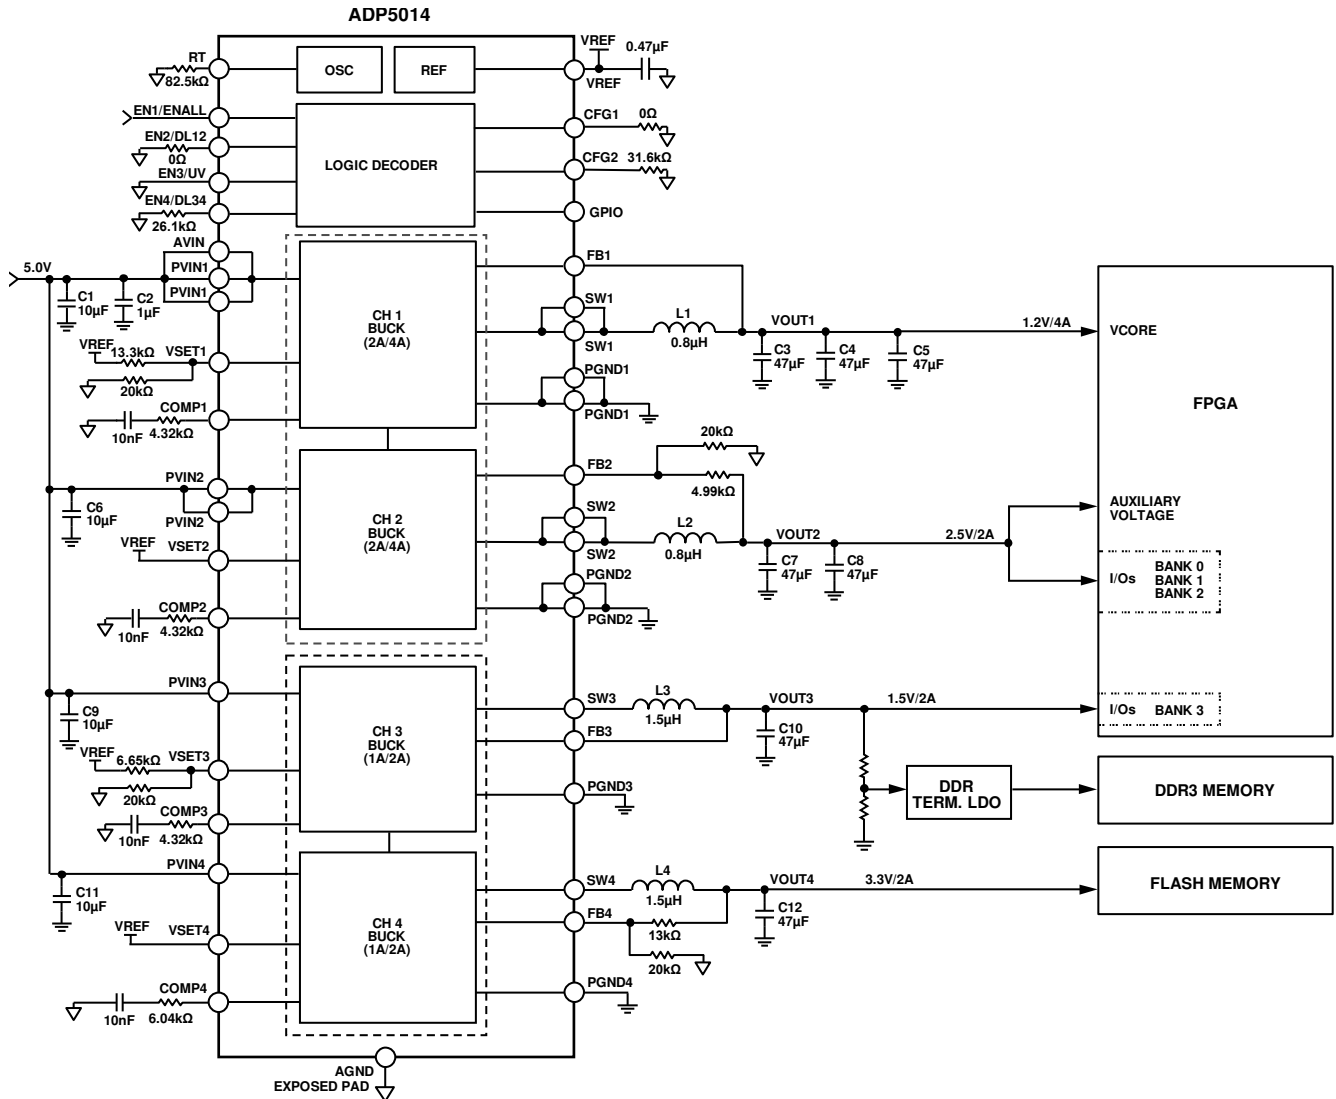 ADP5014
RT
82.5kΩ
OSC
REF
VREF
0.47µF
VREF
EN1/ENALL
EN2/DL12
0Ω
EN3/UV
EN4/DL34
26.1kΩ
LOGIC DECODER
CFG1
0Ω
CFG2
31.6kΩ
GPIO
AVIN
5.0V
PVIN1
PVIN1
C1
10µF
C2
1µF
VREF
13.3kΩ
VSET1
20kΩ
COMP1
10nF
4.32kΩ
CH 1
BUCK
(2A/4A)
FB1
SW1
SW1
L1
0.8µH
VOUT1
1.2V/4A
C3
47µF
C4
47µF
C5
47µF
PGND1
PGND1
VCORE
FPGA
PVIN2
PVIN2
C6
10µF
VREF
VSET2
COMP2
10nF
4.32kΩ
CH 2
BUCK
(2A/4A)
20kΩ
FB2
4.99kΩ
SW2
SW2
L2
0.8µH
VOUT2
2.5V/2A
C7
47µF
C8
47µF
PGND2
PGND2
AUXILIARY
VOLTAGE
I/Os
BANK 0
BANK 1
BANK 2
PVIN3
C9
10µF
VREF
6.65kΩ
VSET3
20kΩ
COMP3
10nF
4.32kΩ
CH 3
BUCK
(1A/2A)
SW3
L3
1.5µH
VOUT3
1.5V/2A
FB3
C10
47µF
PGND3
I/Os BANK 3
DDR
TERM. LDO
DDR3 MEMORY
PVIN4
C11
10µF
VREF
VSET4
COMP4
10nF
6.04kΩ
CH 4
BUCK
(1A/2A)
SW4
L4
1.5µH
VOUT4
3.3V/2A
FB4
13kΩ
20kΩ
C12
47µF
PGND4
FLASH MEMORY
AGND
EXPOSED PAD